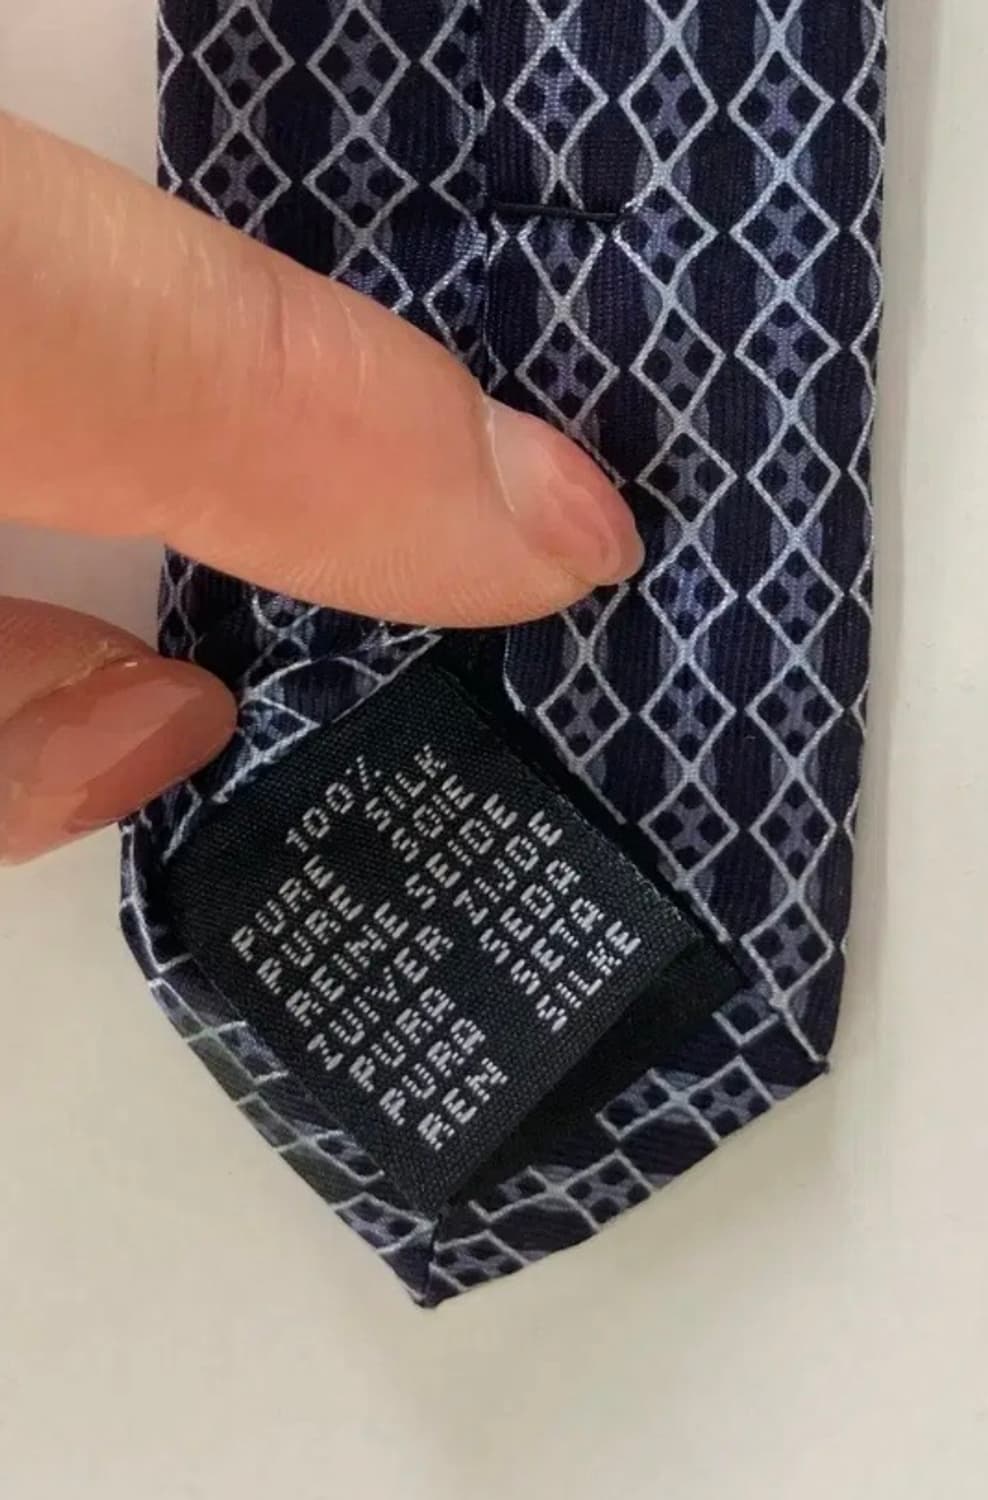 100%
PURE SILK
PURE SOIE
REINE SEIDE
ZUIVER ZIJDE
PURA SEDA
PURA SETA
REN SILKE